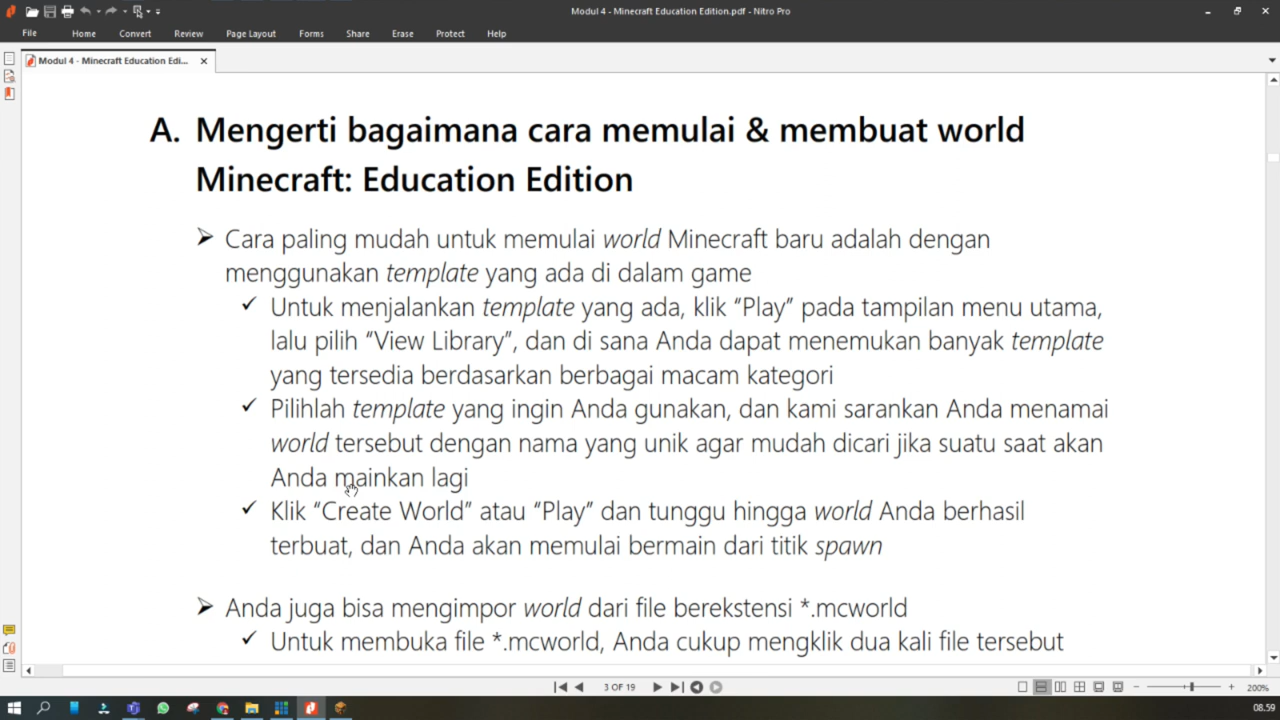 Modul 4 - Minecraft Education Edition.pdf - Nitro Pro
File Home Convert Review Page Layout Forms Share Erase Protect Help
Modul 4 - Minecraft Education Edi...
A. Mengerti bagaimana cara memulai & membuat world
Minecraft: Education Edition
➢ Cara paling mudah untuk memulai world Minecraft baru adalah dengan
menggunakan template yang ada di dalam game
✓ Untuk menjalankan template yang ada, klik “Play” pada tampilan menu utama,
lalu pilih “View Library”, dan di sana Anda dapat menemukan banyak template
yang tersedia berdasarkan berbagai macam kategori
✓ Pilihlah template yang ingin Anda gunakan, dan kami sarankan Anda menamai
world tersebut dengan nama yang unik agar mudah dicari jika suatu saat akan
Anda mainkan lagi
✓ Klik “Create World” atau “Play” dan tunggu hingga world Anda berhasil
terbuat, dan Anda akan memulai bermain dari titik spawn
➢ Anda juga bisa mengimpor world dari file berekstensi *.mcworld
✓ Untuk membuka file *.mcworld, Anda cukup mengklik dua kali file tersebut
3 OF 19
200%
08.59